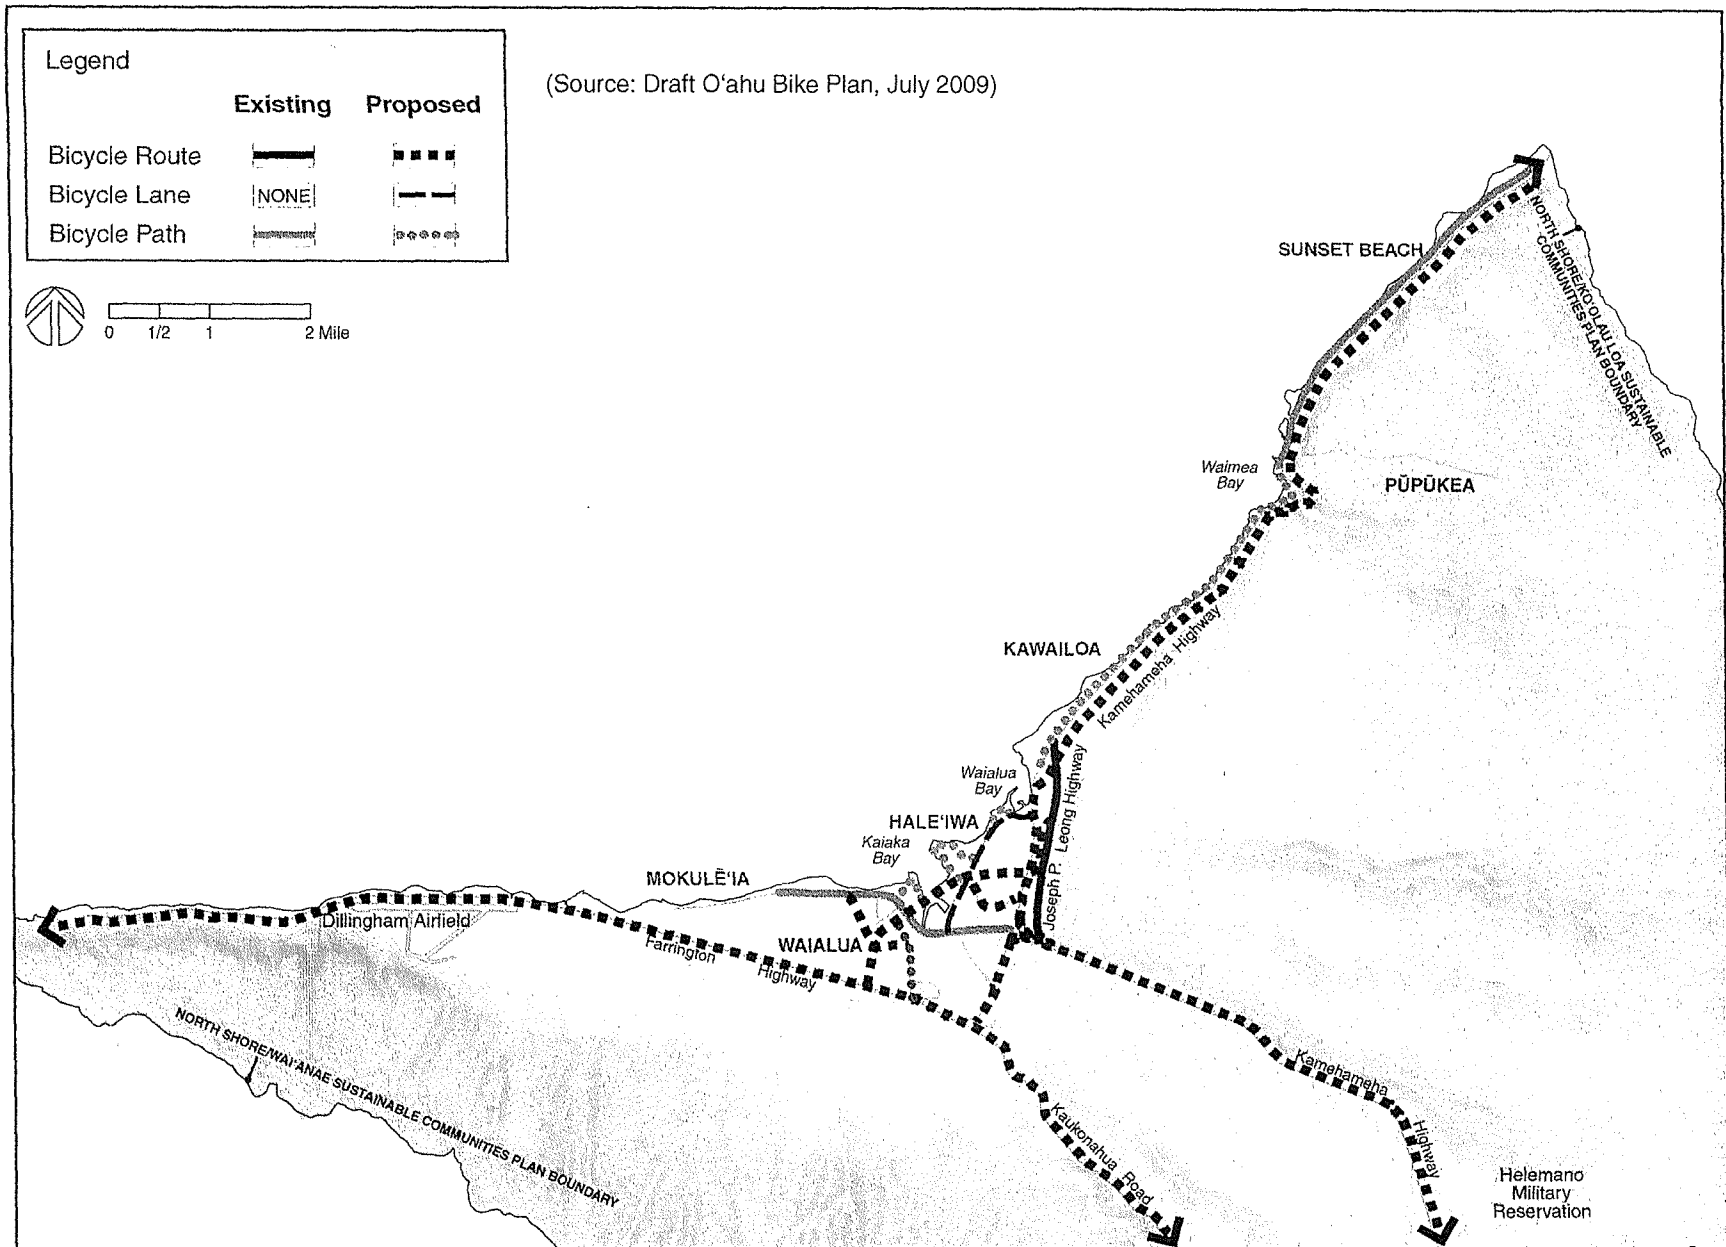 Legend
Existing Proposed
Bicycle Route
Bicycle Lane NONE
Bicycle Path
(Source: Draft O‘ahu Bike Plan, July 2009)
0 1/2 1 2 Mile
SUNSET BEACH
NORTH SHORE/KO‘OLAU LOA SUSTAINABLE
COMMUNITIES PLAN BOUNDARY
Waimea
Bay
PŪPŪKEA
KAWAILOA
Kamehameha Highway
Waialua
Bay
Joseph P. Leong Highway
HALE‘IWA
Kaiaka
Bay
MOKULĒ‘IA
Dillingham Airfield
WAIALUA
Farrington Highway
NORTH SHORE/WAI‘ANAE SUSTAINABLE COMMUNITIES PLAN BOUNDARY
Kamehameha Highway
Kaukonahua Road
Helemano
Military
Reservation